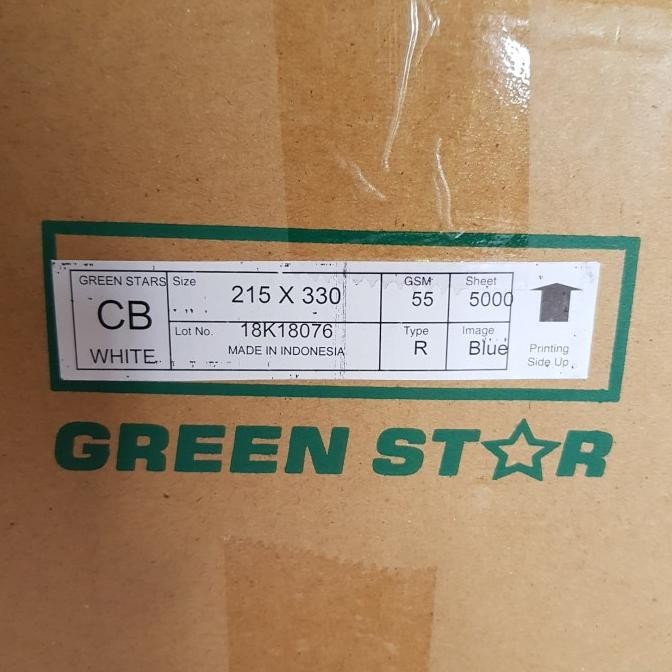 GREEN STARS
CB
WHITE
Size
215 X 330
GSM
55
Sheet
5000
Lot No.
18K18076
MADE IN INDONESIA
Type
R
Image
Blue
Printing
Side Up
GREEN STAR